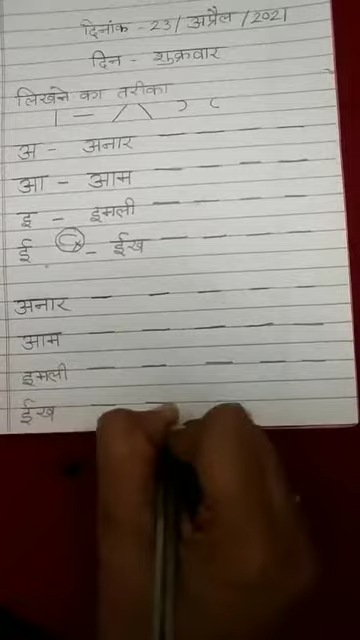 दिनांक - 23/ अप्रैल /2021
दिन - शुक्रवार
लिखने का तरीका
| — / \ ) (
अ - अनार — — —
आ - आम — — —
इ - इमली — — —
ई - ईख — — —
अनार — — — —
आम — — — —
इमली — — — —
ईख — —